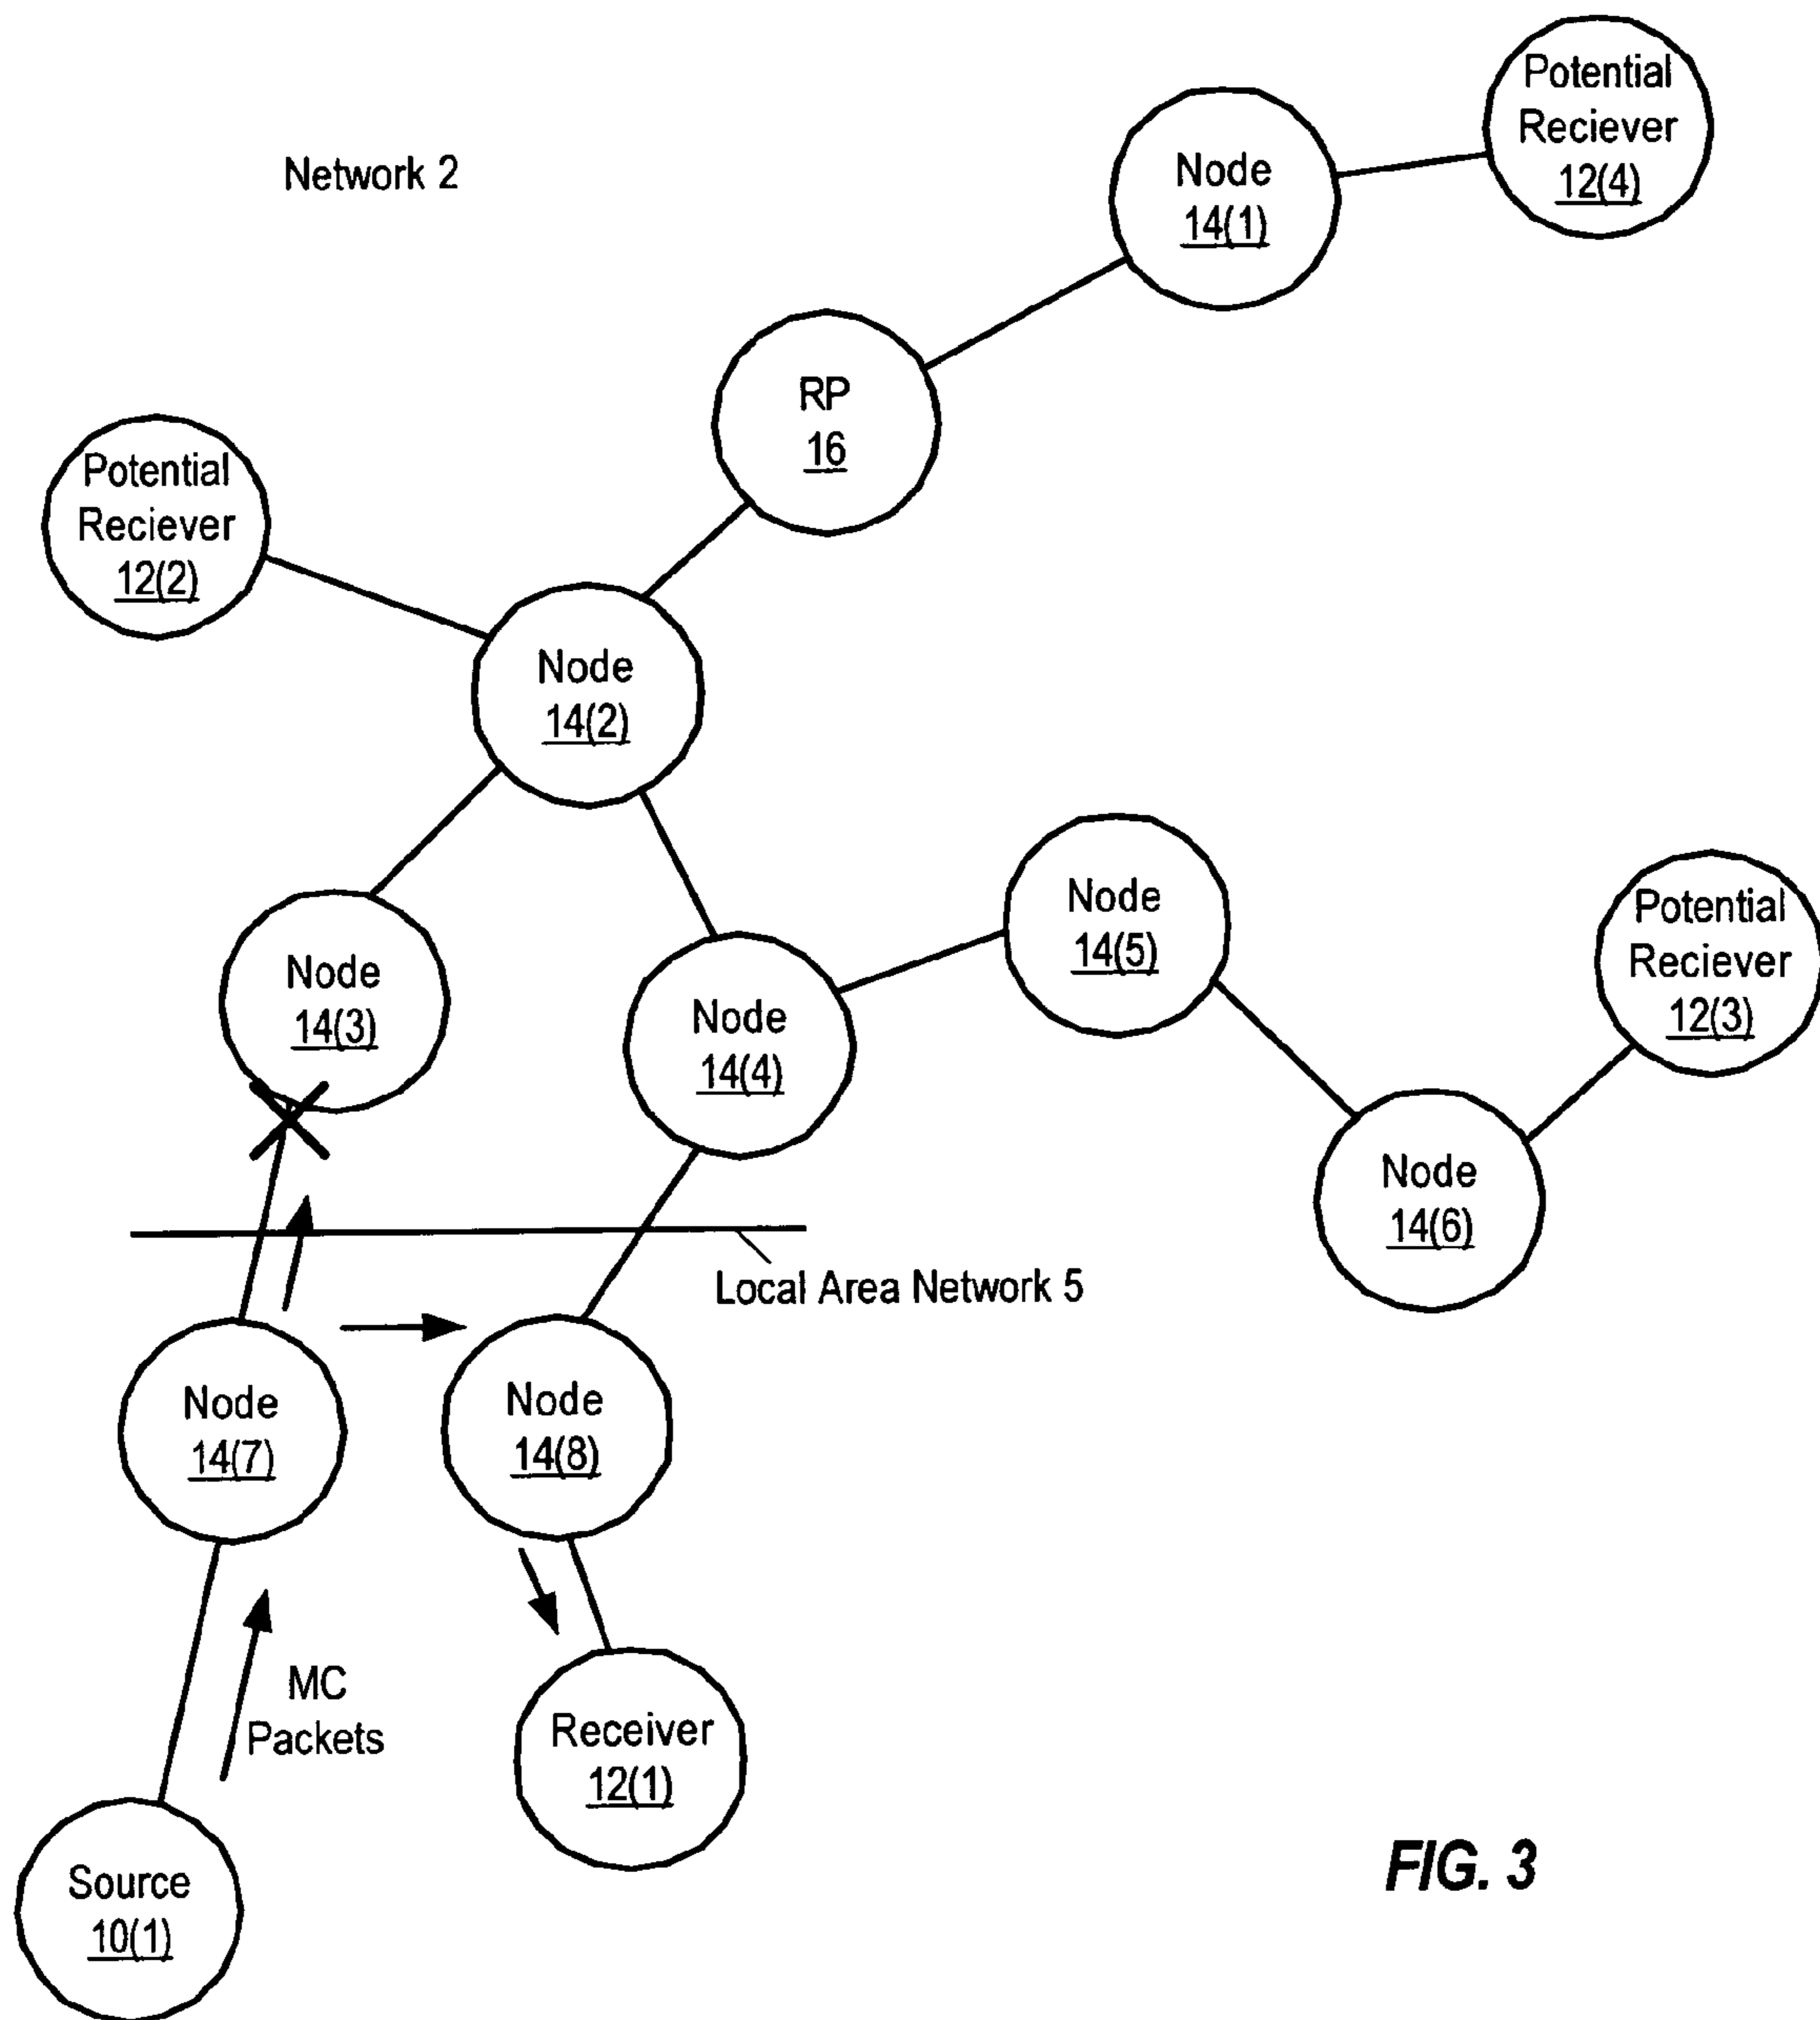 Potential
Reciever
12(4)
Node
14(1)
Network 2
RP
16
Potential
Reciever
12(2)
Node
14(2)
Node
14(5)
Potential
Reciever
12(3)
Node
14(3)
Node
14(4)
Node
14(6)
Local Area Network 5
Node
14(7)
Node
14(8)
MC
Packets
Receiver
12(1)
Source
10(1)
FIG. 3